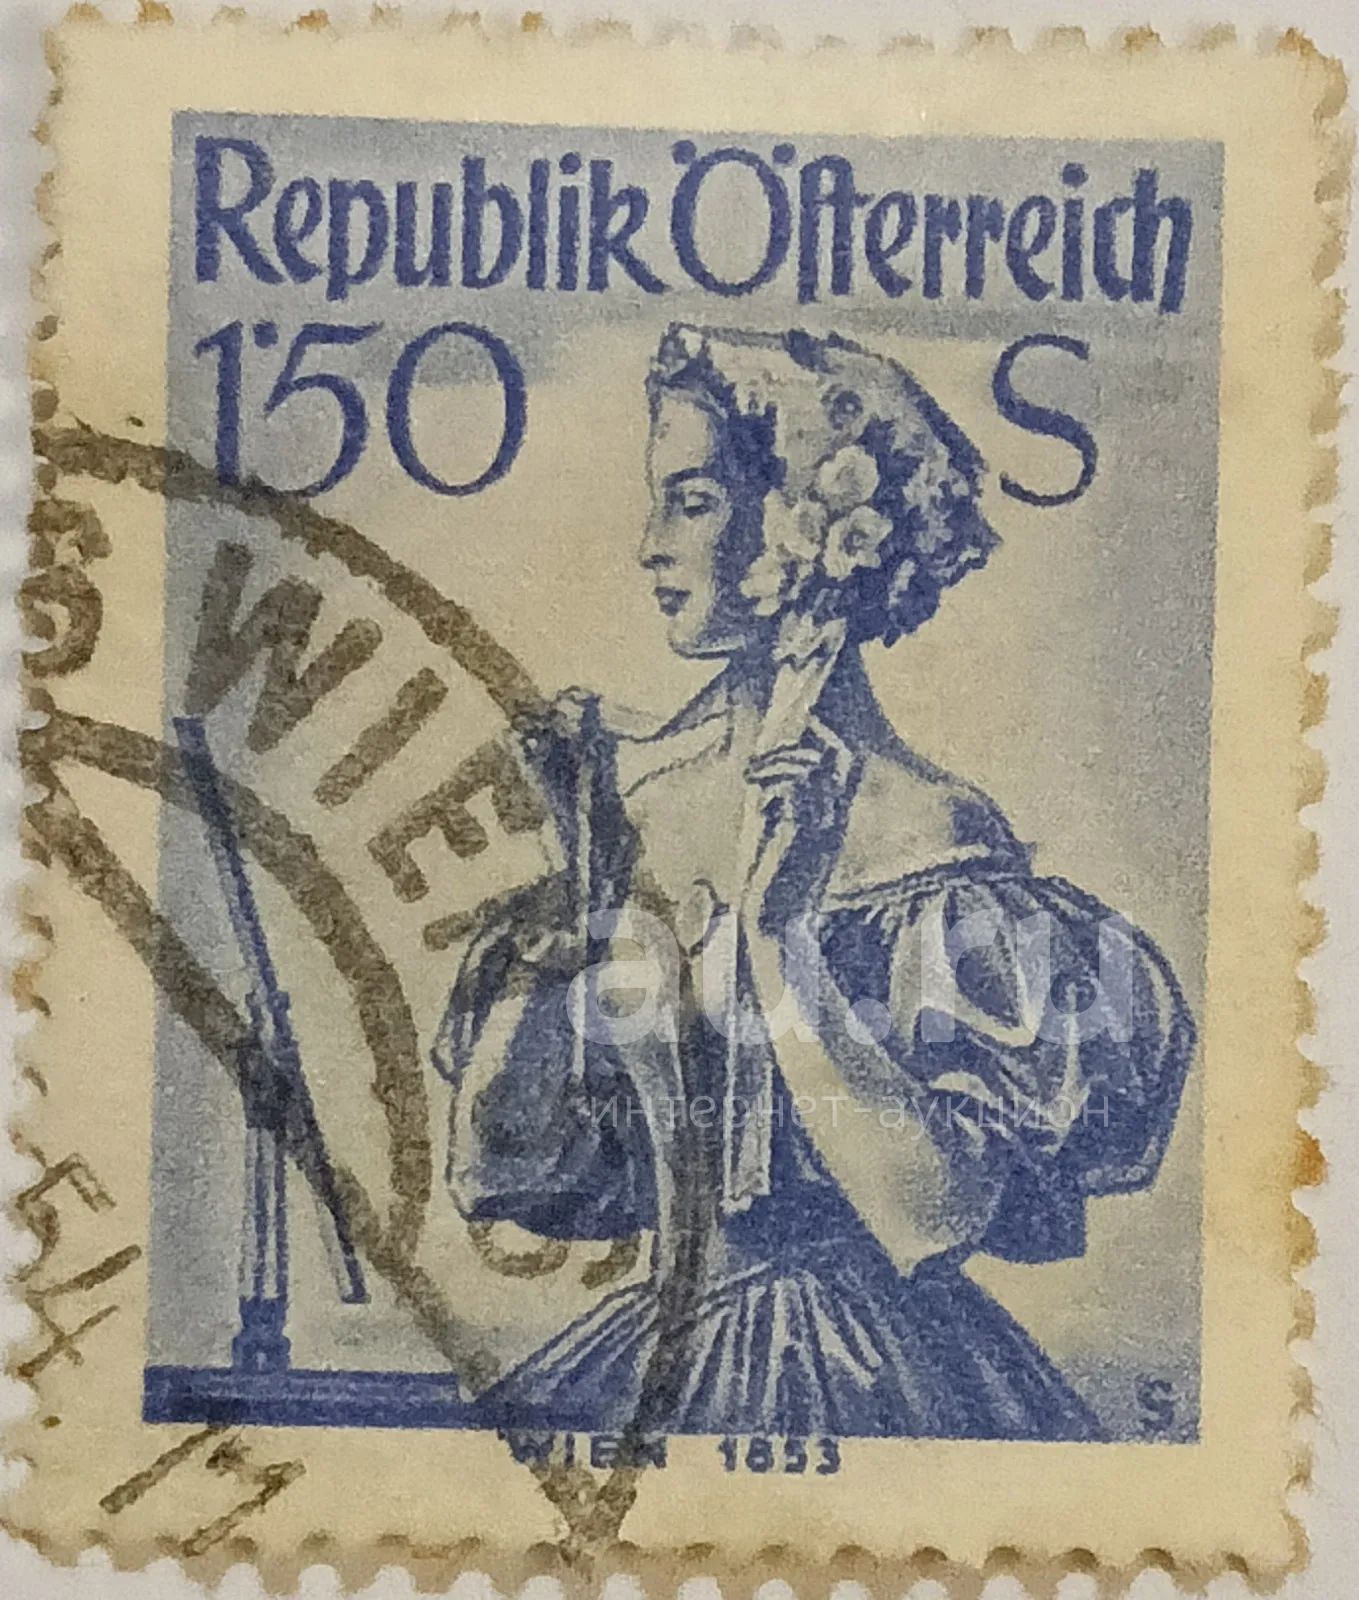 Republik Österreich
1·50 S
WIEN
au.ru
интернет-аукцион
S
WIEN 1853